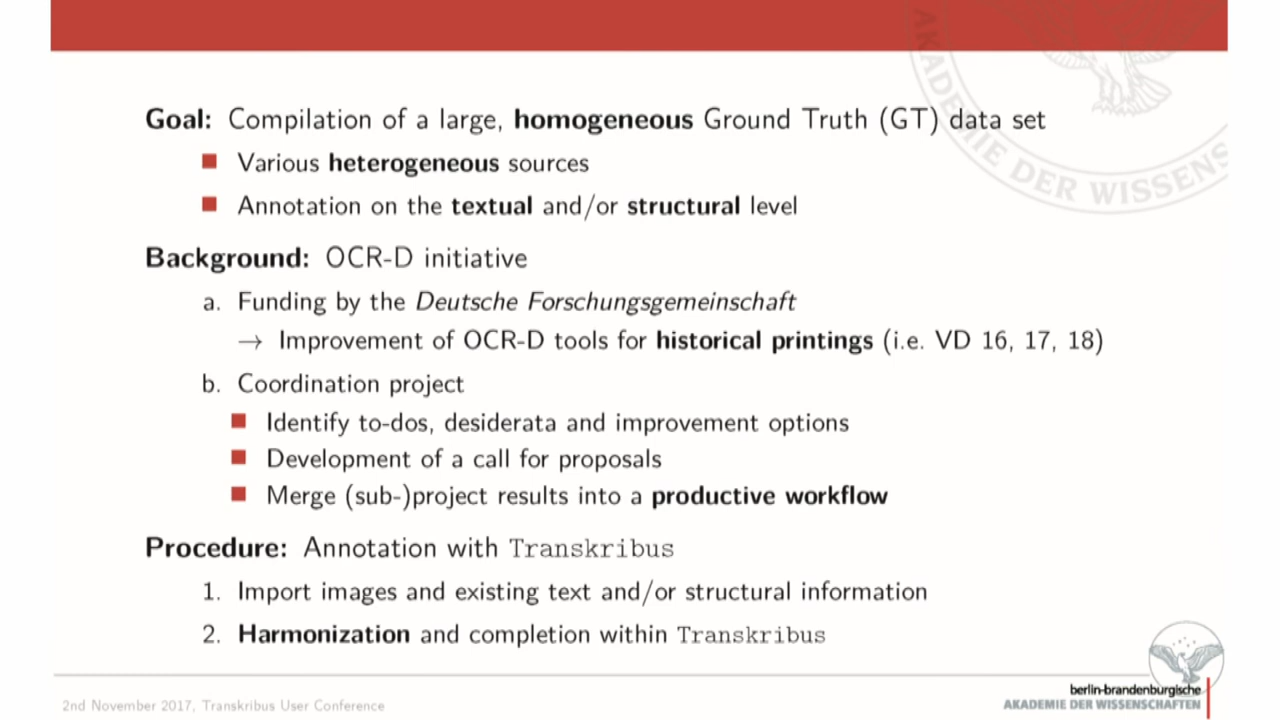 AKADEMIE DER WISSENS
Goal: Compilation of a large, homogeneous Ground Truth (GT) data set
■ Various heterogeneous sources
■ Annotation on the textual and/or structural level
Background: OCR-D initiative
a. Funding by the Deutsche Forschungsgemeinschaft
→ Improvement of OCR-D tools for historical printings (i.e. VD 16, 17, 18)
b. Coordination project
■ Identify to-dos, desiderata and improvement options
■ Development of a call for proposals
■ Merge (sub-)project results into a productive workflow
Procedure: Annotation with Transkribus
1. Import images and existing text and/or structural information
2. Harmonization and completion within Transkribus
2nd November 2017, Transkribus User Conference
berlin-brandenburgische
AKADEMIE DER WISSENSCHAFTEN